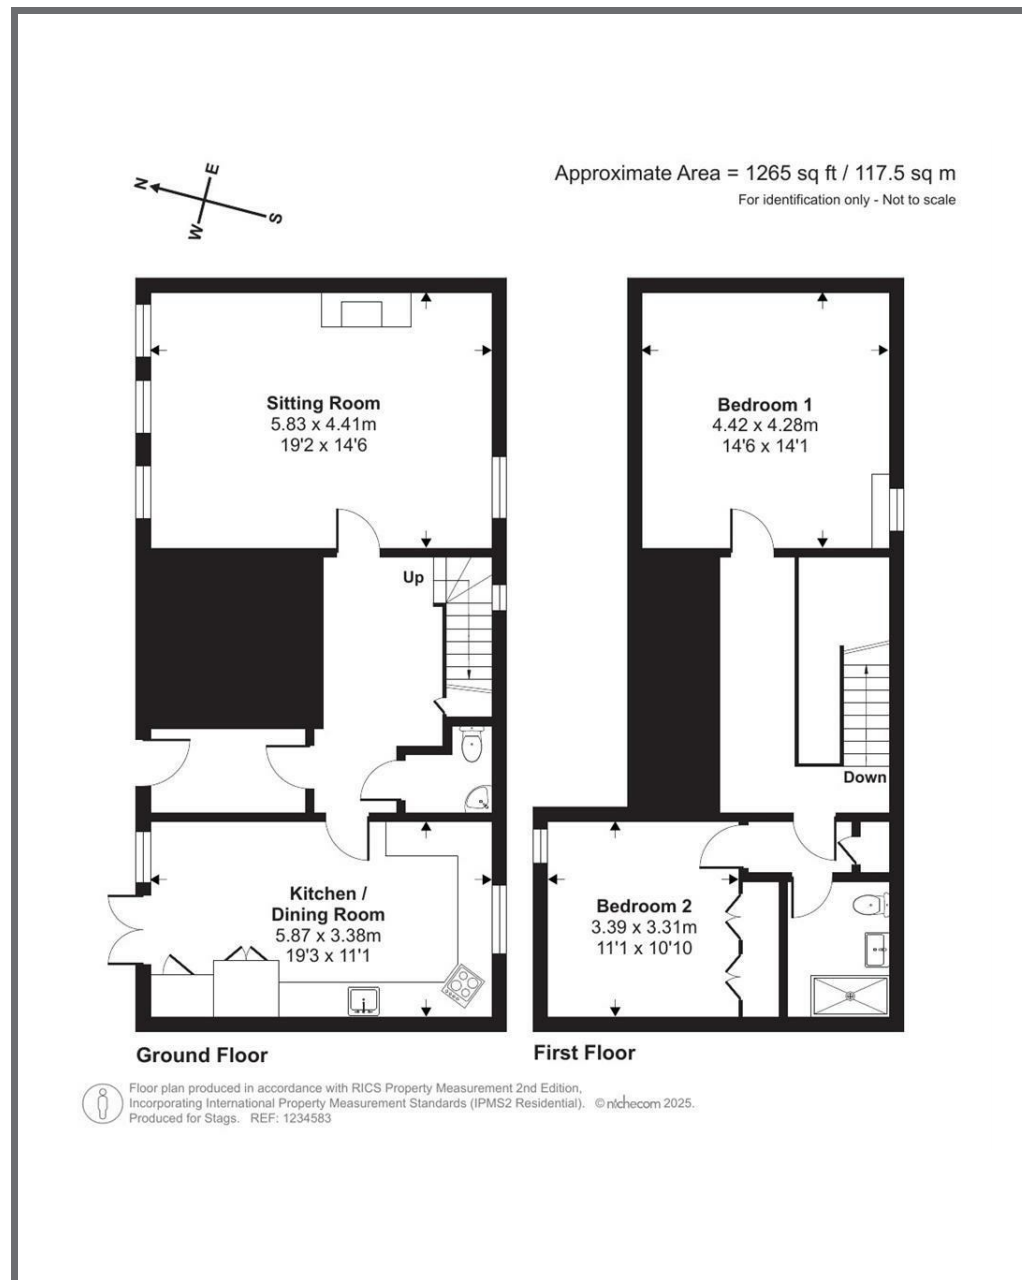 N
E
W
S
Approximate Area = 1265 sq ft / 117.5 sq m
For identification only - Not to scale
Sitting Room
5.83 x 4.41m
19'2 x 14'6
Up
Kitchen /
Dining Room
5.87 x 3.38m
19'3 x 11'1
Ground Floor
Bedroom 1
4.42 x 4.28m
14'6 x 14'1
Down
Bedroom 2
3.39 x 3.31m
11'1 x 10'10
First Floor
Floor plan produced in accordance with RICS Property Measurement 2nd Edition,
Incorporating International Property Measurement Standards (IPMS2 Residential). © nichecom 2025.
Produced for Stags. REF: 1234583